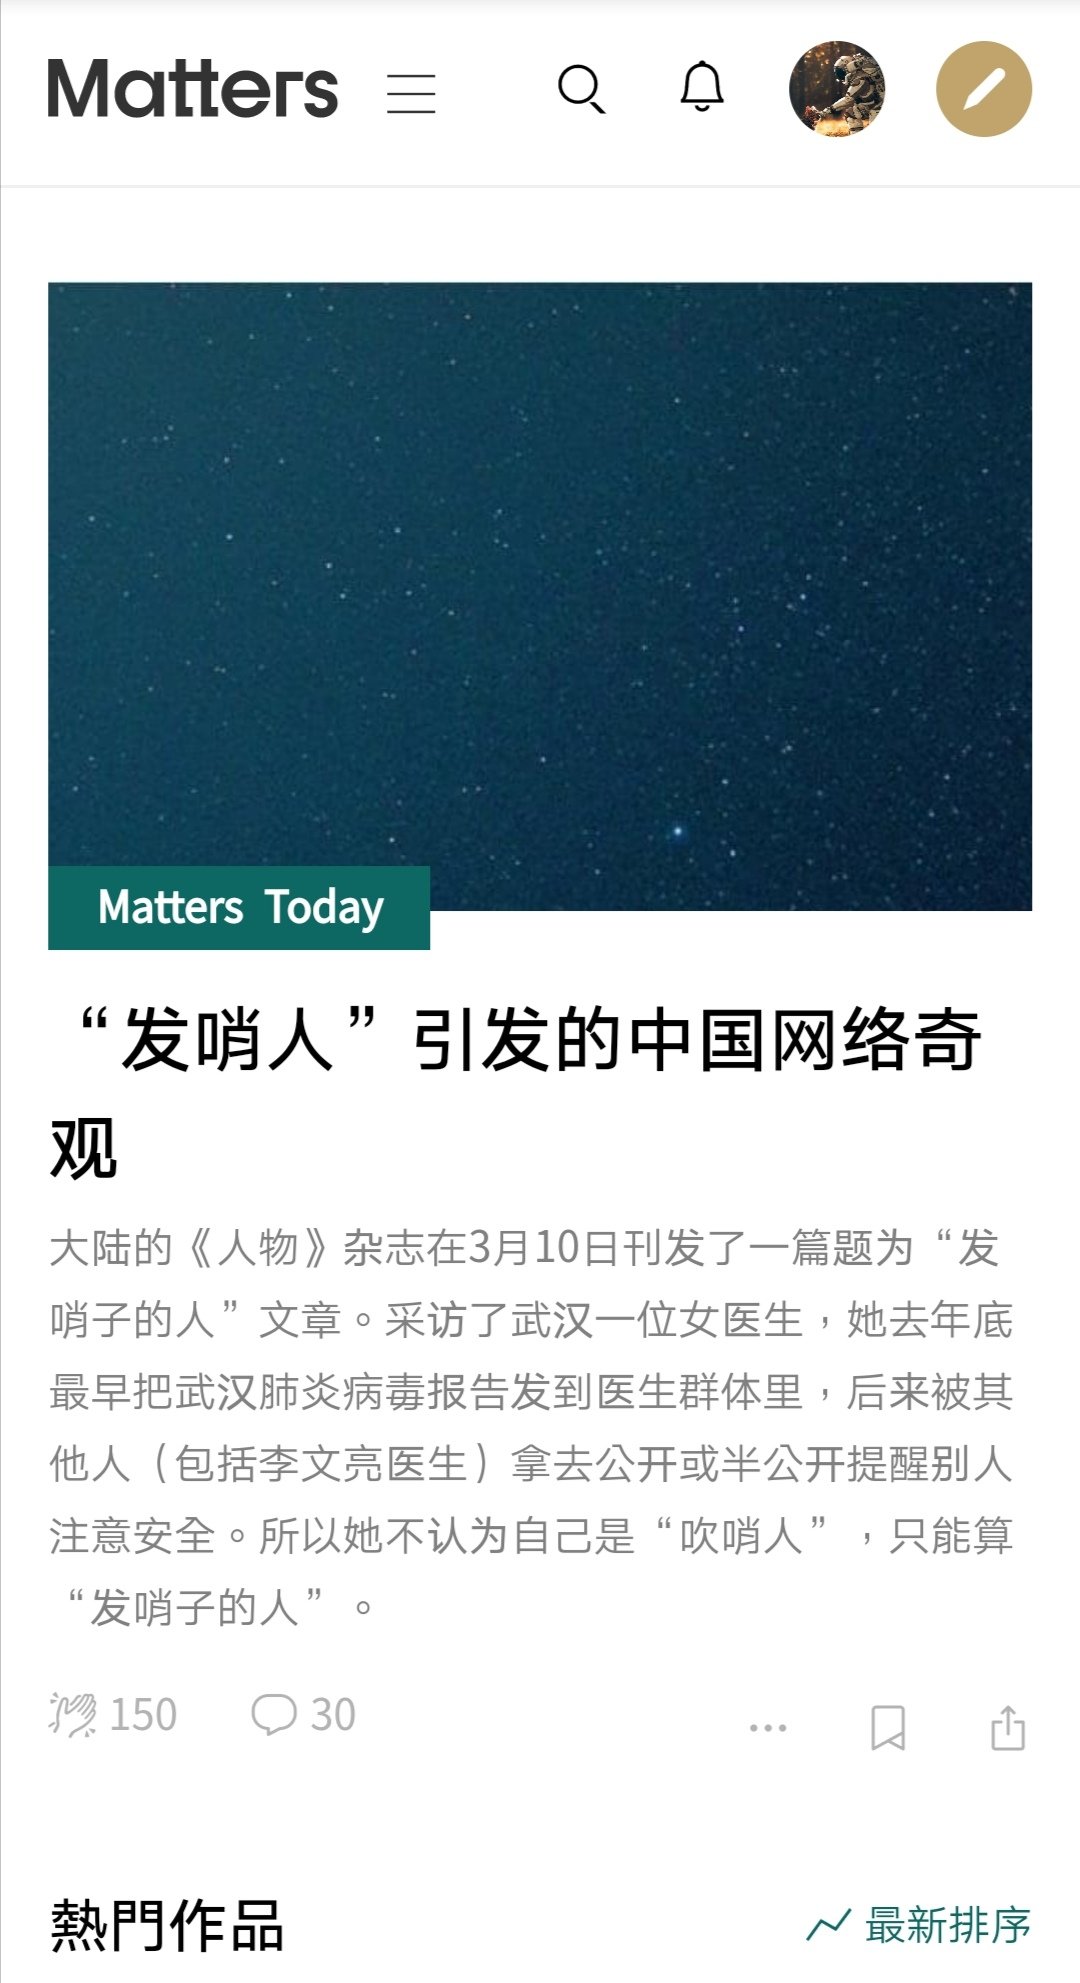 Matters
Matters Today
“发哨人”引发的中国网络奇
观
大陆的《人物》杂志在3月10日刊发了一篇题为“发
哨子的人”文章。采访了武汉一位女医生，她去年底
最早把武汉肺炎病毒报告发到医生群体里，后来被其
他人（包括李文亮医生）拿去公开或半公开提醒别人
注意安全。所以她不认为自己是“吹哨人”，只能算
“发哨子的人”。
150 30
熱門作品 最新排序